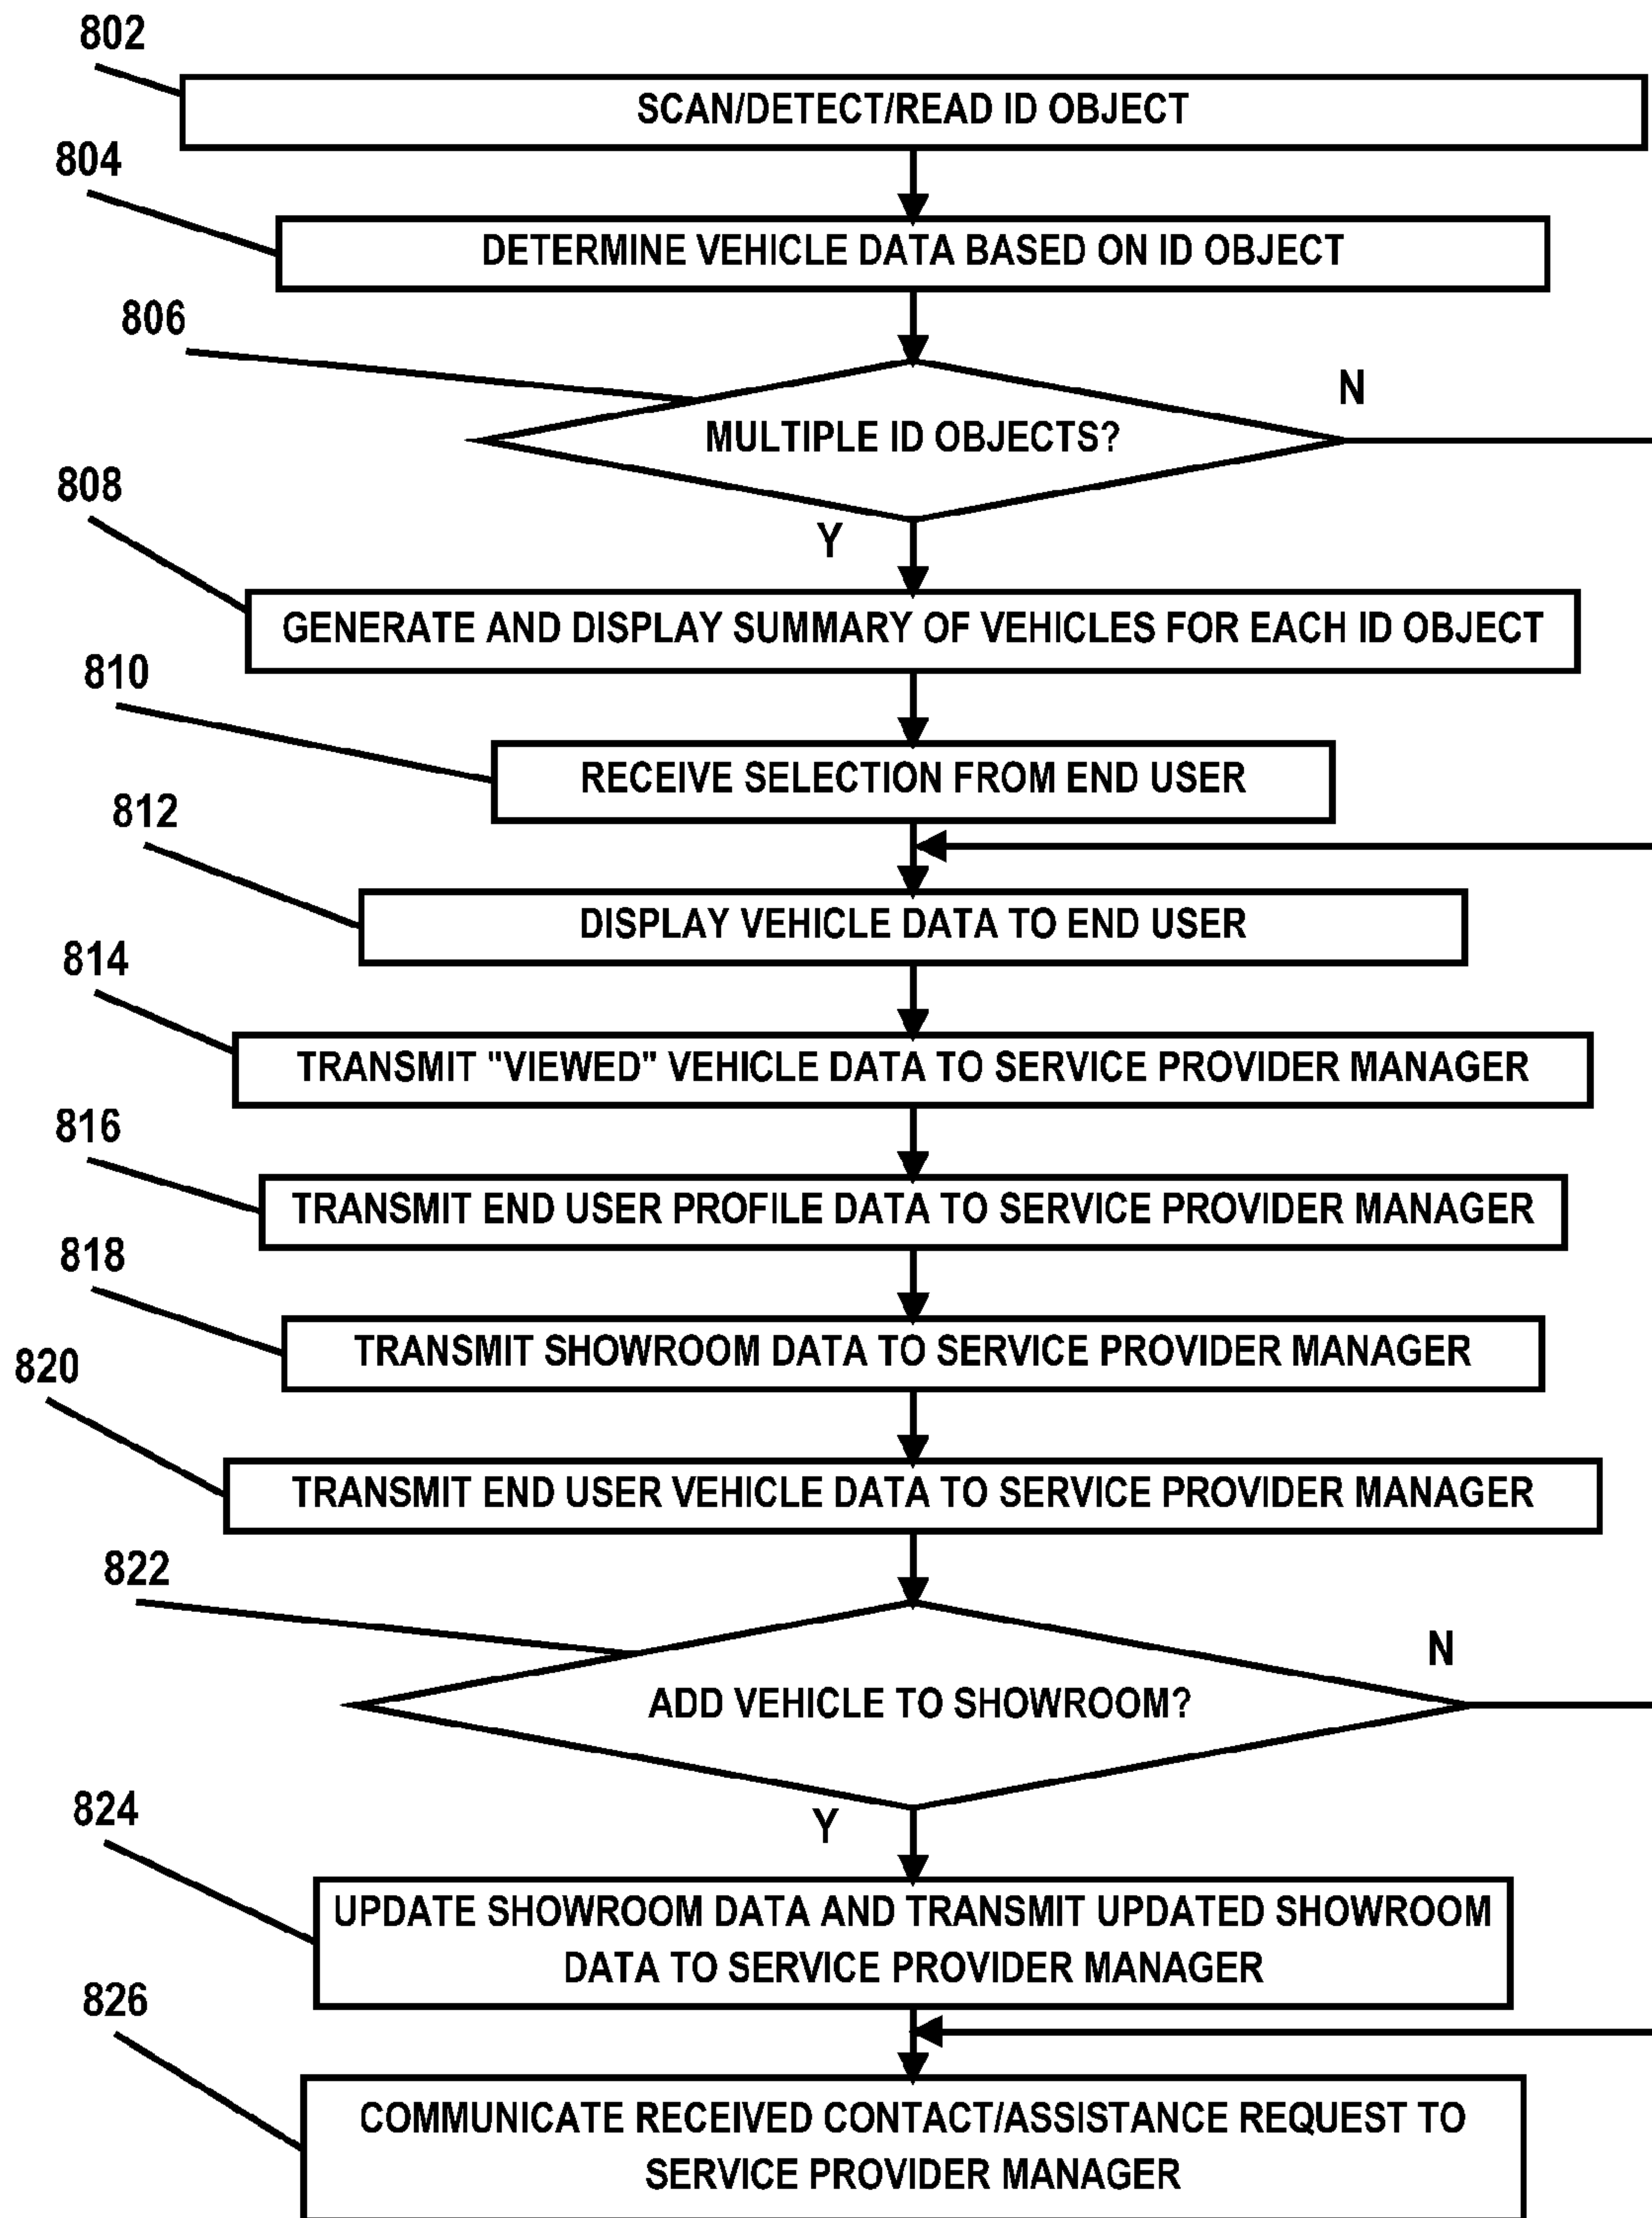 802
SCAN/DETECT/READ ID OBJECT
804
DETERMINE VEHICLE DATA BASED ON ID OBJECT
806
N
MULTIPLE ID OBJECTS?
808
Y
GENERATE AND DISPLAY SUMMARY OF VEHICLES FOR EACH ID OBJECT
810
RECEIVE SELECTION FROM END USER
812
DISPLAY VEHICLE DATA TO END USER
814
TRANSMIT "VIEWED" VEHICLE DATA TO SERVICE PROVIDER MANAGER
816
TRANSMIT END USER PROFILE DATA TO SERVICE PROVIDER MANAGER
818
TRANSMIT SHOWROOM DATA TO SERVICE PROVIDER MANAGER
820
TRANSMIT END USER VEHICLE DATA TO SERVICE PROVIDER MANAGER
822
N
ADD VEHICLE TO SHOWROOM?
824
Y
UPDATE SHOWROOM DATA AND TRANSMIT UPDATED SHOWROOM
DATA TO SERVICE PROVIDER MANAGER
826
COMMUNICATE RECEIVED CONTACT/ASSISTANCE REQUEST TO
SERVICE PROVIDER MANAGER